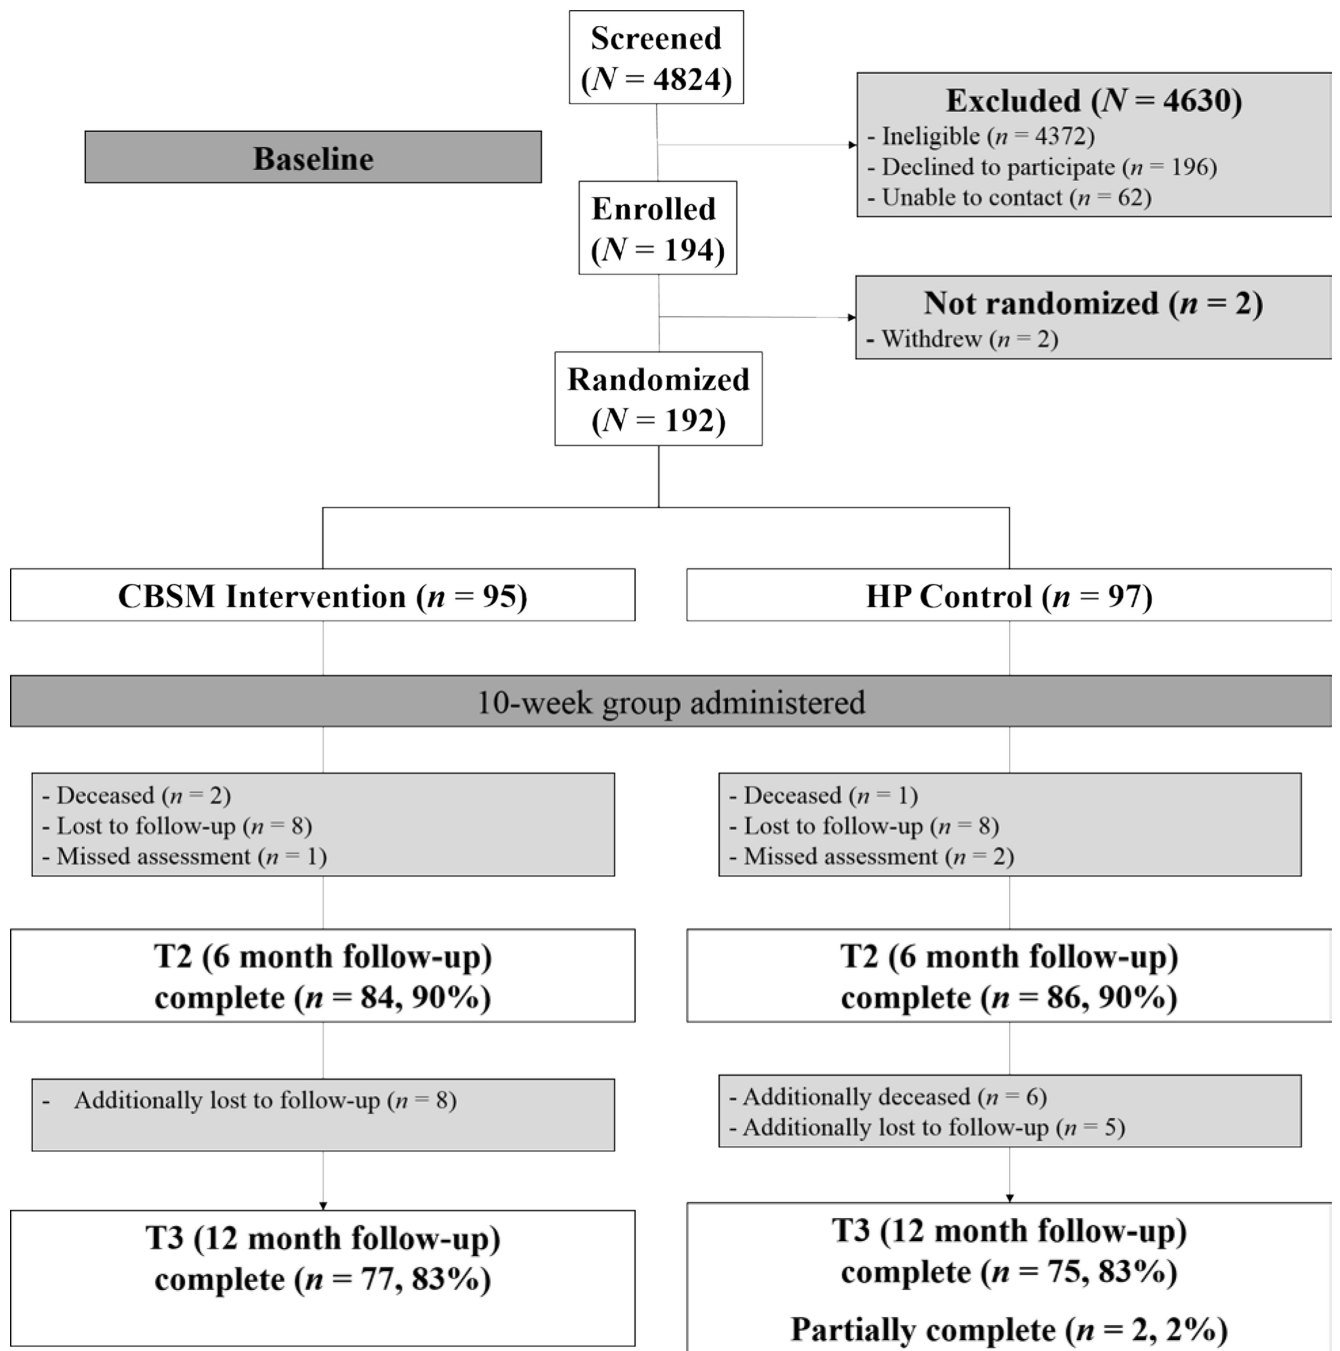 Screened
(N = 4824)
Excluded (N = 4630)
- Ineligible (n = 4372)
- Declined to participate (n = 196)
- Unable to contact (n = 62)
Baseline
Enrolled
(N = 194)
Not randomized (n = 2)
- Withdrew (n = 2)
Randomized
(N = 192)
CBSM Intervention (n = 95)
HP Control (n = 97)
10-week group administered
- Deceased (n = 2)
- Lost to follow-up (n = 8)
- Missed assessment (n = 1)
- Deceased (n = 1)
- Lost to follow-up (n = 8)
- Missed assessment (n = 2)
T2 (6 month follow-up)
complete (n = 84, 90%)
T2 (6 month follow-up)
complete (n = 86, 90%)
- Additionally lost to follow-up (n = 8)
- Additionally deceased (n = 6)
- Additionally lost to follow-up (n = 5)
T3 (12 month follow-up)
complete (n = 77, 83%)
T3 (12 month follow-up)
complete (n = 75, 83%)
Partially complete (n = 2, 2%)